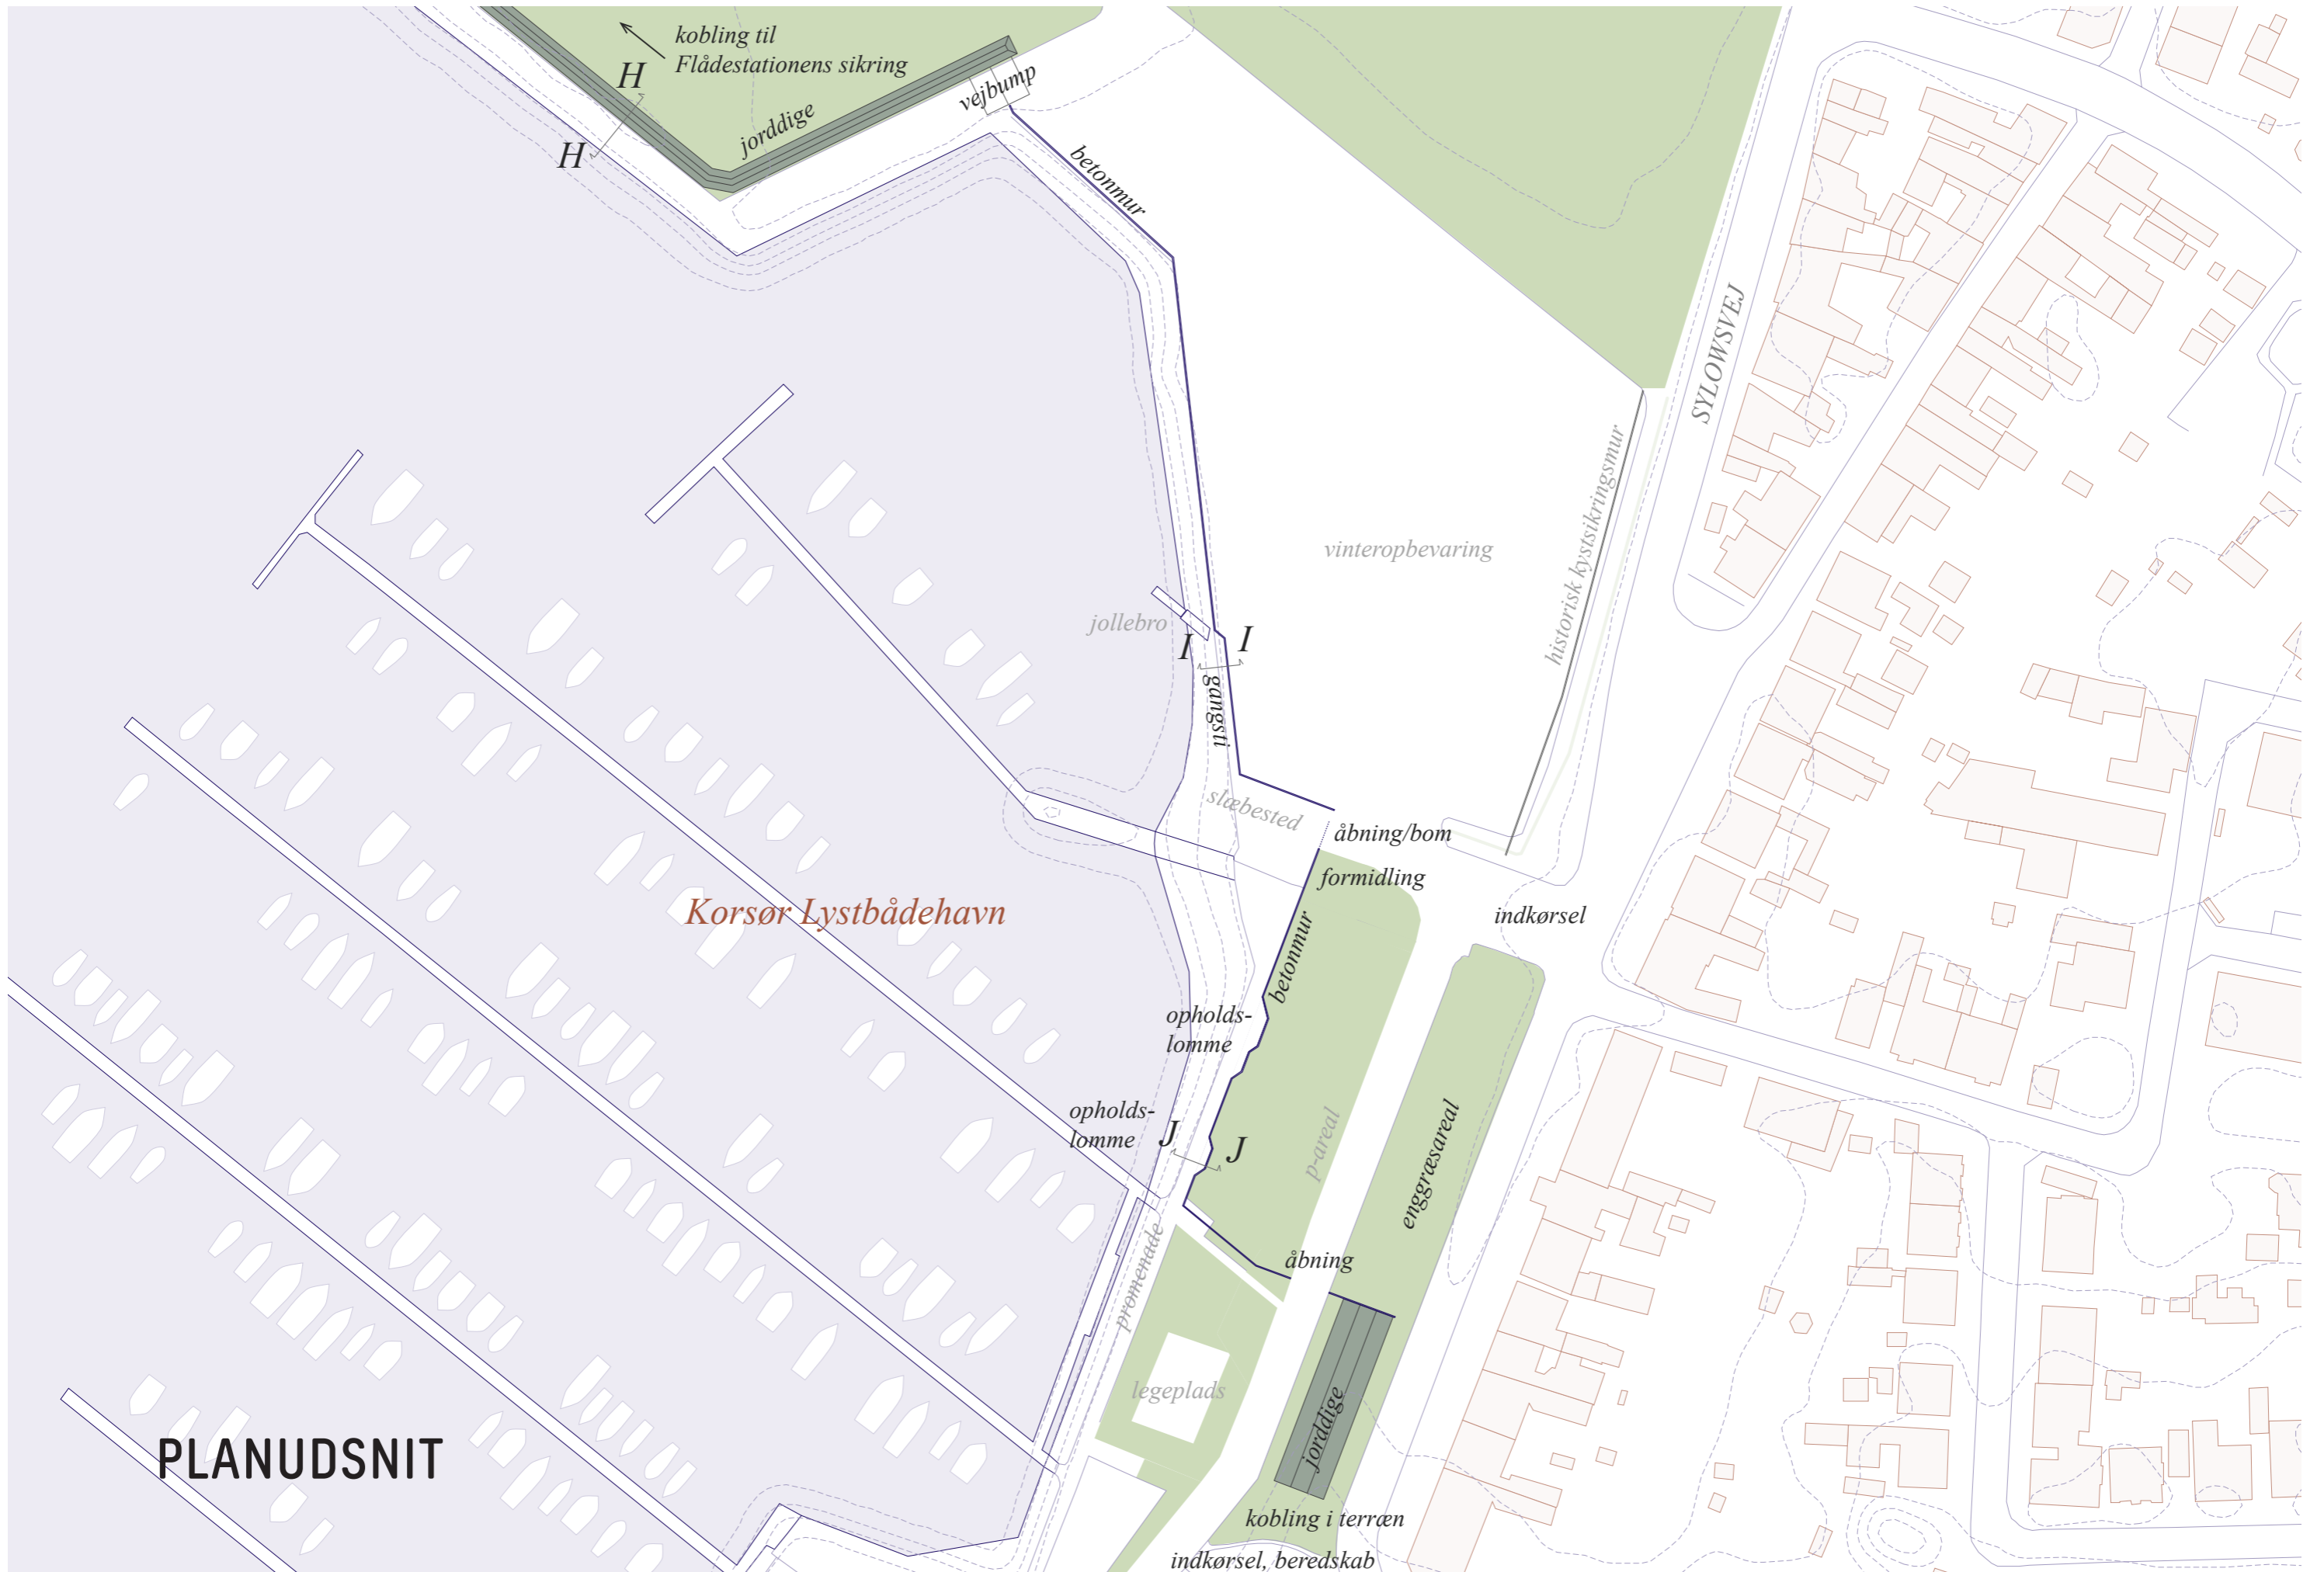 kobling til
Flådestationens sikring
H
H
jorddige
vejbump
betonmur
SYLOWSVEJ
historisk kystsikringsmur
vinteropbevaring
jollebro
I
I
gangsti
slæbested
åbning/bom
formidling
indkørsel
Korsør Lystbådehavn
betonmur
opholds-
lomme
opholds-
lomme
J
J
p-areal
enggræsareal
promenade
åbning
legeplads
jorddige
PLANUDSNIT
kobling i terræn
indkørsel, beredskab